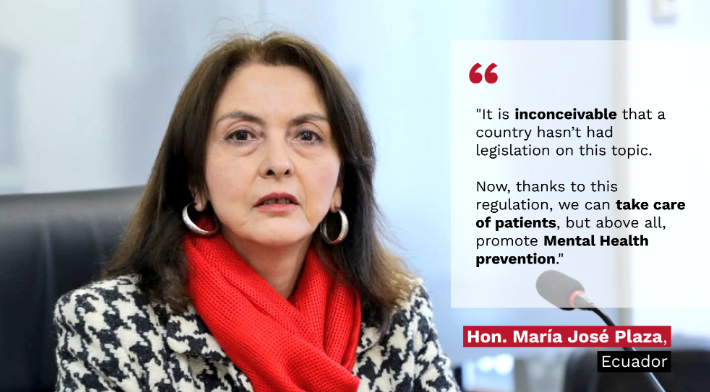 “
"It is inconceivable that a
country hasn’t had
legislation on this topic.
Now, thanks to this
regulation, we can take care
of patients, but above all,
promote Mental Health
prevention."
Hon. María José Plaza,
Ecuador